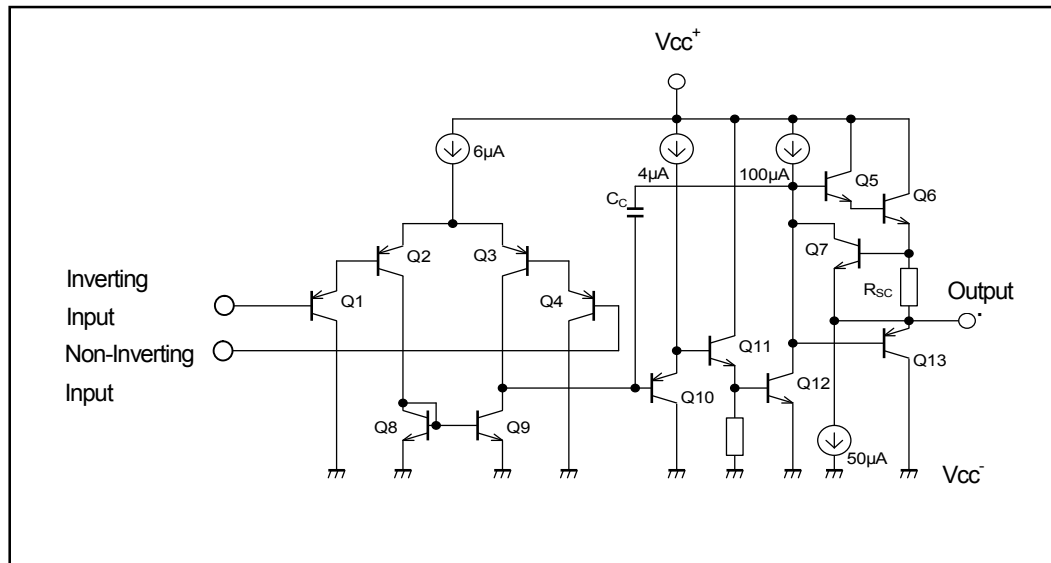 Vcc+
6µA
4µA
100µA
Q5
Q6
CC
Q2
Q3
Q7
Inverting
Input
Q1
Q4
RSC
Output
Non-Inverting
Input
Q11
Q13
Q10
Q12
Q8
Q9
50µA
Vcc-